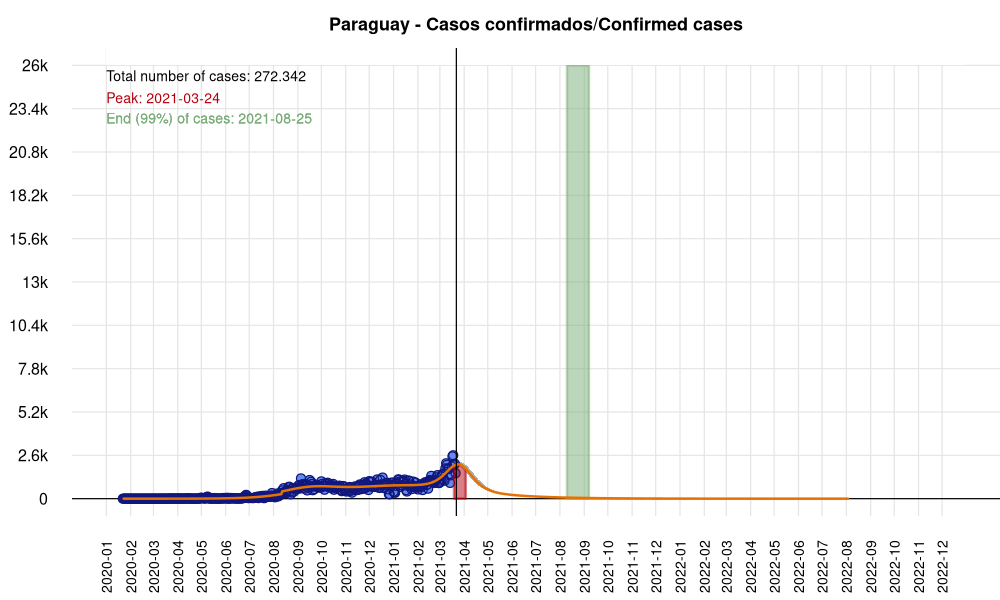 Paraguay - Casos confirmados/Confirmed cases
Total number of cases: 272.342
Peak: 2021-03-24
End (99%) of cases: 2021-08-25
26k
23.4k
20.8k
18.2k
15.6k
13k
10.4k
7.8k
5.2k
2.6k
0
2020-01
2020-02
2020-03
2020-04
2020-05
2020-06
2020-07
2020-08
2020-09
2020-10
2020-11
2020-12
2021-01
2021-02
2021-03
2021-04
2021-05
2021-06
2021-07
2021-08
2021-09
2021-10
2021-11
2021-12
2022-01
2022-02
2022-03
2022-04
2022-05
2022-06
2022-07
2022-08
2022-09
2022-10
2022-11
2022-12